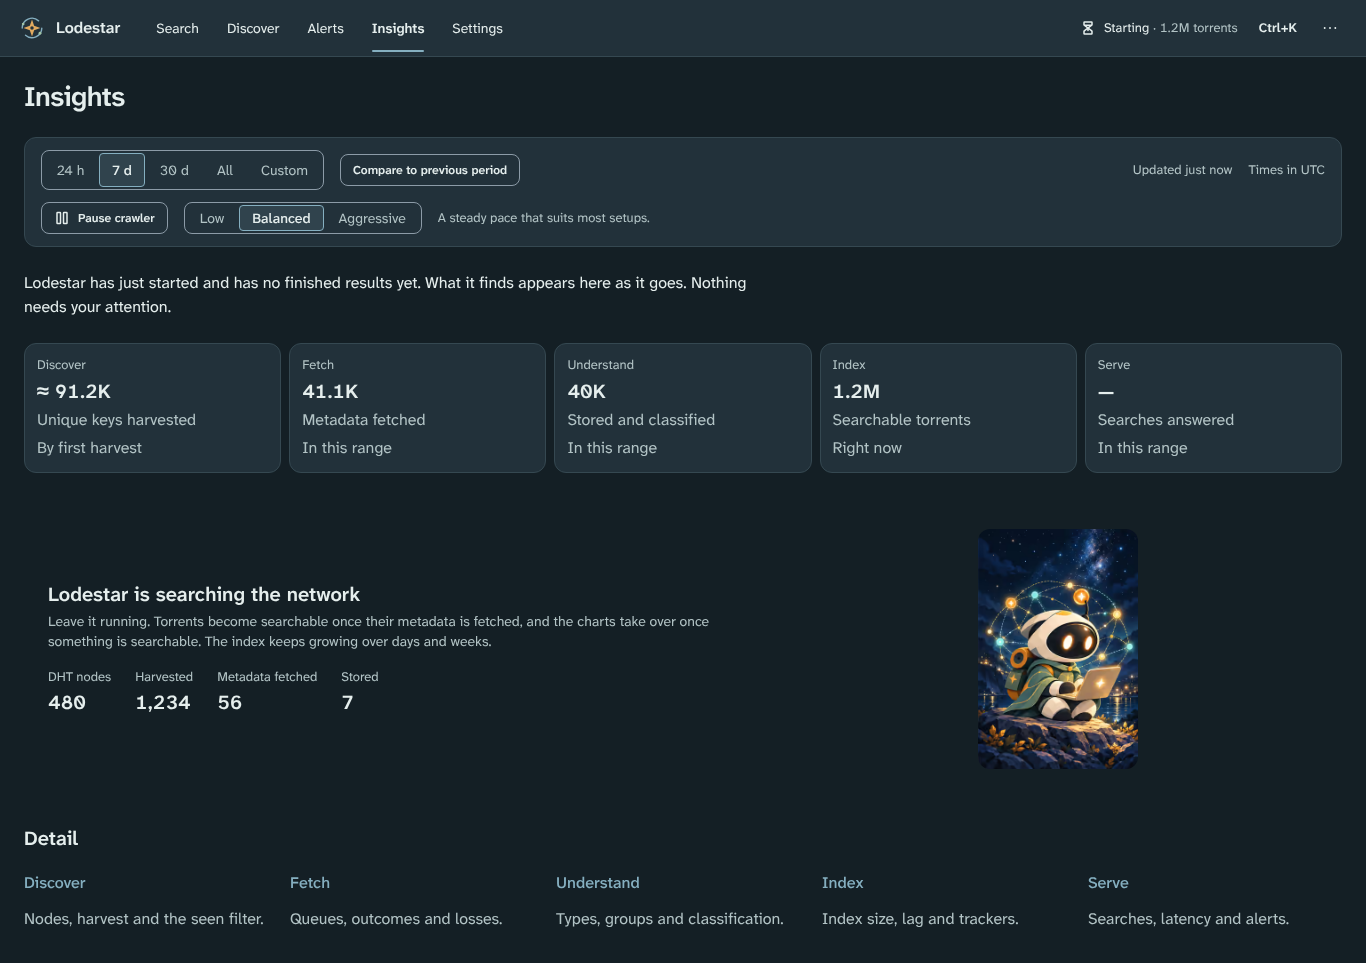 Lodestar
Search
Discover
Alerts
Insights
Settings
Starting · 1.2M torrents
Ctrl+K
Insights
24 h
7 d
30 d
All
Custom
Compare to previous period
Updated just now
Times in UTC
Pause crawler
Low
Balanced
Aggressive
A steady pace that suits most setups.
Lodestar has just started and has no finished results yet. What it finds appears here as it goes. Nothing
needs your attention.
Discover
≈ 91.2K
Unique keys harvested
By first harvest
Fetch
41.1K
Metadata fetched
In this range
Understand
40K
Stored and classified
In this range
Index
1.2M
Searchable torrents
Right now
Serve
—
Searches answered
In this range
Lodestar is searching the network
Leave it running. Torrents become searchable once their metadata is fetched, and the charts take over once
something is searchable. The index keeps growing over days and weeks.
DHT nodes
480
Harvested
1,234
Metadata fetched
56
Stored
7
Detail
Discover
Nodes, harvest and the seen filter.
Fetch
Queues, outcomes and losses.
Understand
Types, groups and classification.
Index
Index size, lag and trackers.
Serve
Searches, latency and alerts.